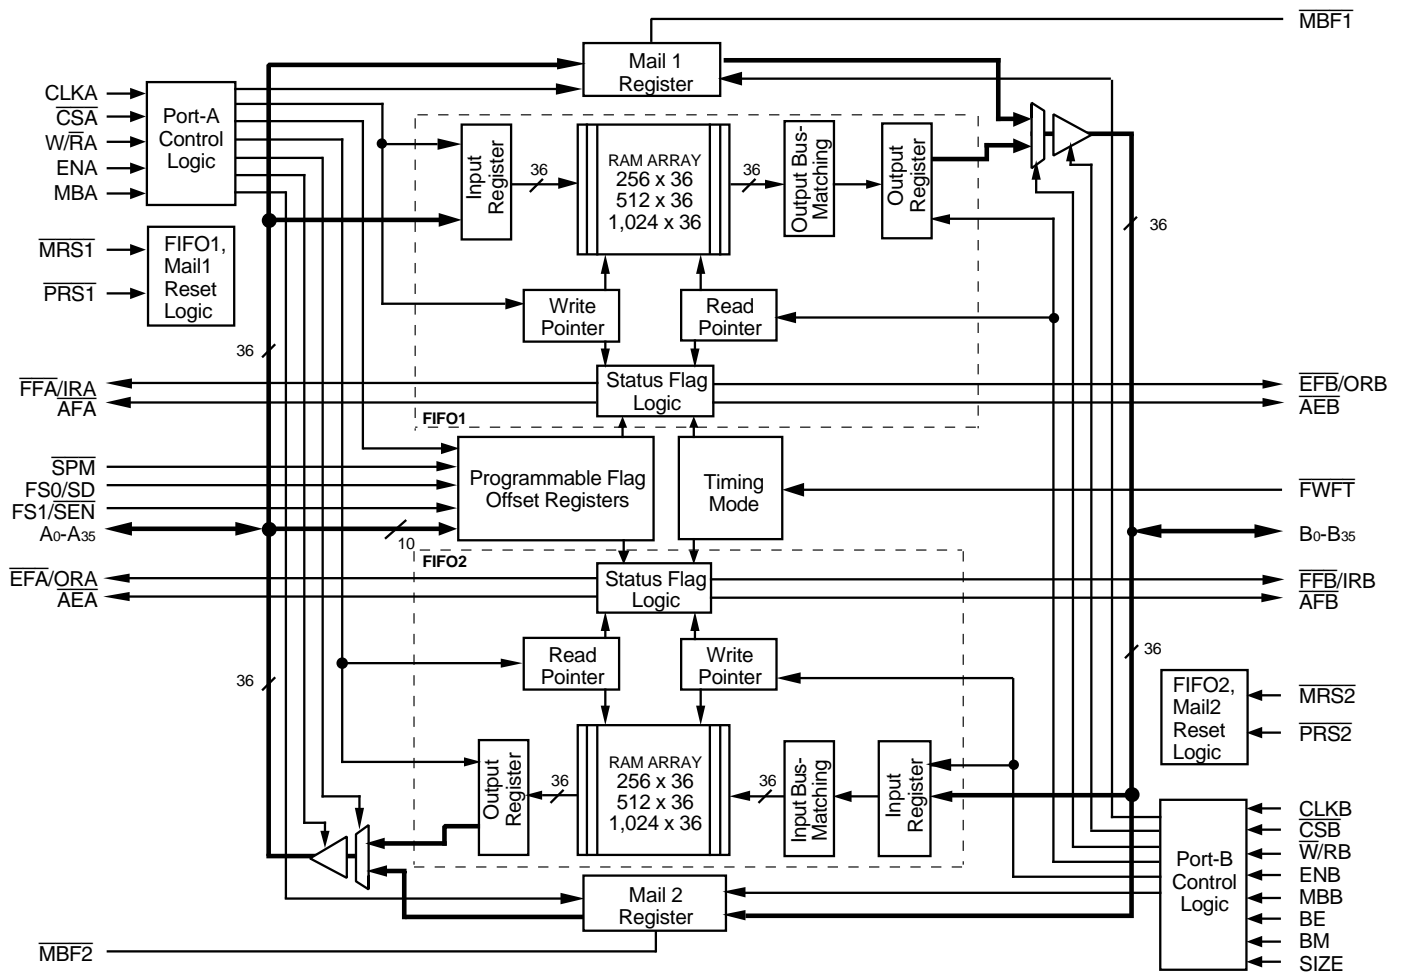 MBF1
Mail 1
Register
CLKA
CSA
W/RA
ENA
MBA
Port-A
Control
Logic
36
Input
Register
RAM ARRAY
256 x 36
512 x 36
1,024 x 36
36
Output Bus-
Matching
Output
Register
36
MRS1
PRS1
FIFO1,
Mail1
Reset
Logic
Write
Pointer
Read
Pointer
36
FFA/IRA
AFA
Status Flag
Logic
EFB/ORB
AEB
FIFO1
SPM
FS0/SD
FS1/SEN
A0-A35
Programmable Flag
Offset Registers
10
Timing
Mode
FWFT
B0-B35
FIFO2
EFA/ORA
AEA
Status Flag
Logic
FFB/IRB
AFB
Read
Pointer
Write
Pointer
36
36
FIFO2,
Mail2
Reset
Logic
MRS2
PRS2
Output
Register
36
RAM ARRAY
256 x 36
512 x 36
1,024 x 36
36
Input Bus-
Matching
Input
Register
Port-B
Control
Logic
CLKB
CSB
W/RB
ENB
MBB
BE
BM
SIZE
Mail 2
Register
MBF2